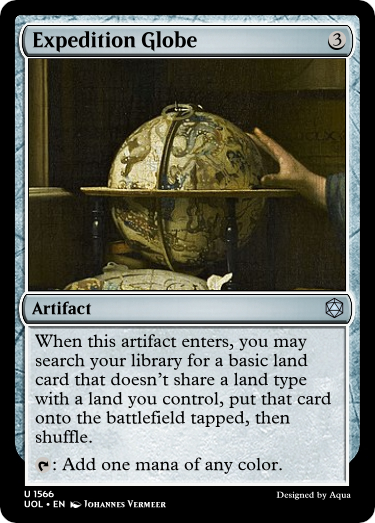 Expedition Globe 3
Artifact
When this artifact enters, you may
search your library for a basic land
card that doesn't share a land type
with a land you control, put that card
onto the battlefield tapped, then
shuffle.
: Add one mana of any color.
U 1566
UOL • EN Johannes Vermeer
Designed by Aqua